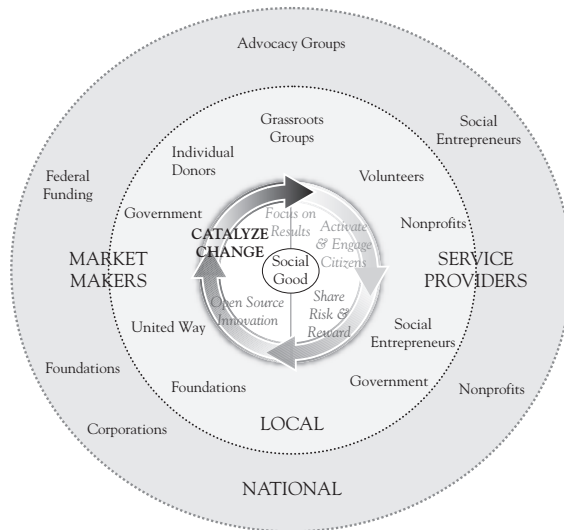 Advocacy Groups
Grassroots
Groups
Social
Entrepreneurs
Individual
Donors
Volunteers
Federal
Funding
Government
Nonprofits
Focus on
Results
Activate
& Engage
Citizens
CATALYZE
CHANGE
MARKET
MAKERS
Social
Good
SERVICE
PROVIDERS
Open Source
Innovation
Share
Risk &
Reward
United Way
Social
Entrepreneurs
Foundations
Foundations
Government
Nonprofits
Corporations
LOCAL
NATIONAL